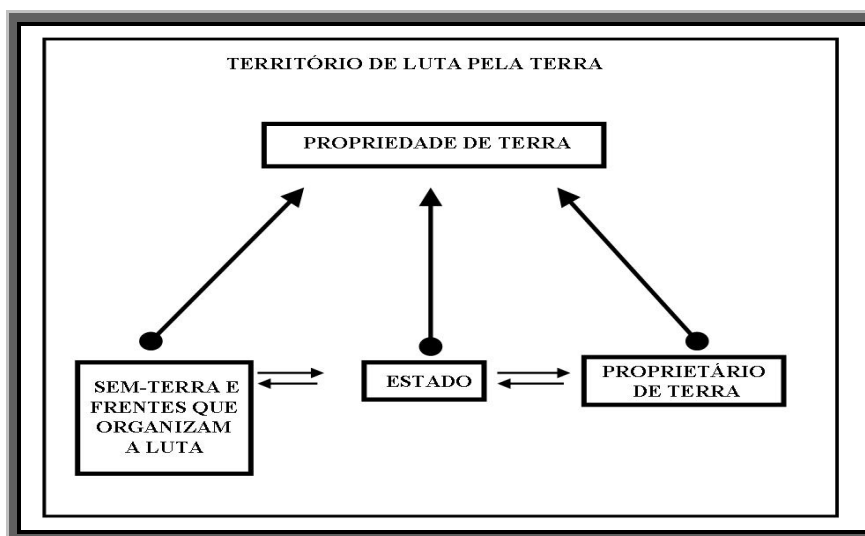 TERRITÓRIO DE LUTA PELA TERRA
PROPRIEDADE DE TERRA
SEM-TERRA E
FRENTES QUE
ORGANIZAM
A LUTA
ESTADO
PROPRIETÁRIO
DE TERRA